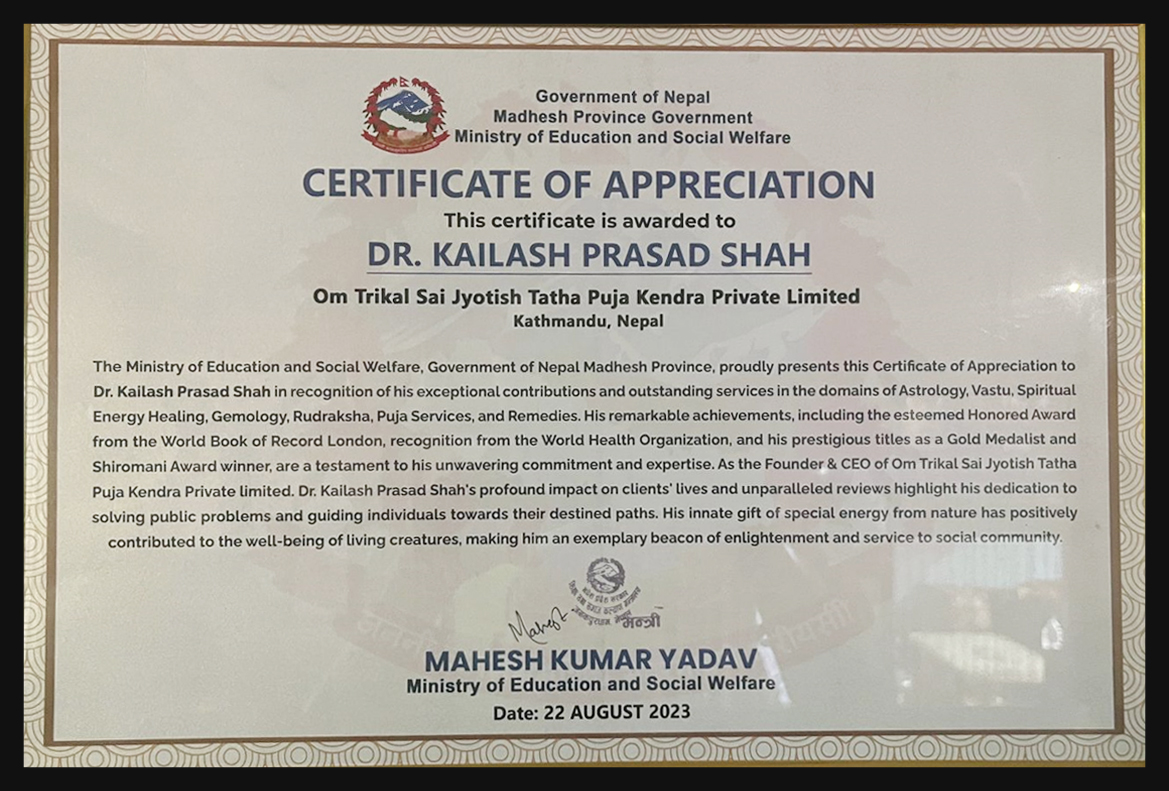 Government of Nepal
Madhesh Province Government
Ministry of Education and Social Welfare
CERTIFICATE OF APPRECIATION
This certificate is awarded to
DR. KAILASH PRASAD SHAH
Om Trikal Sai Jyotish Tatha Puja Kendra Private Limited
Kathmandu, Nepal
The Ministry of Education and Social Welfare, Government of Nepal Madhesh Province, proudly presents this Certificate of Appreciation to
Dr. Kailash Prasad Shah in recognition of his exceptional contributions and outstanding services in the domains of Astrology, Vastu, Spiritual
Energy Healing, Gemology, Rudraksha, Puja Services, and Remedies. His remarkable achievements, including the esteemed Honored Award
from the World Book of Record London, recognition from the World Health Organization, and his prestigious titles as a Gold Medalist and
Shiromani Award winner, are a testament to his unwavering commitment and expertise. As the Founder & CEO of Om Trikal Sai Jyotish Tatha
Puja Kendra Private limited. Dr. Kailash Prasad Shah's profound impact on clients' lives and unparalleled reviews highlight his dedication to
solving public problems and guiding individuals towards their destined paths. His innate gift of special energy from nature has positively
contributed to the well-being of living creatures, making him an exemplary beacon of enlightenment and service to social community.
मन्त्री
MAHESH KUMAR YADAV
Ministry of Education and Social Welfare
Date: 22 AUGUST 2023